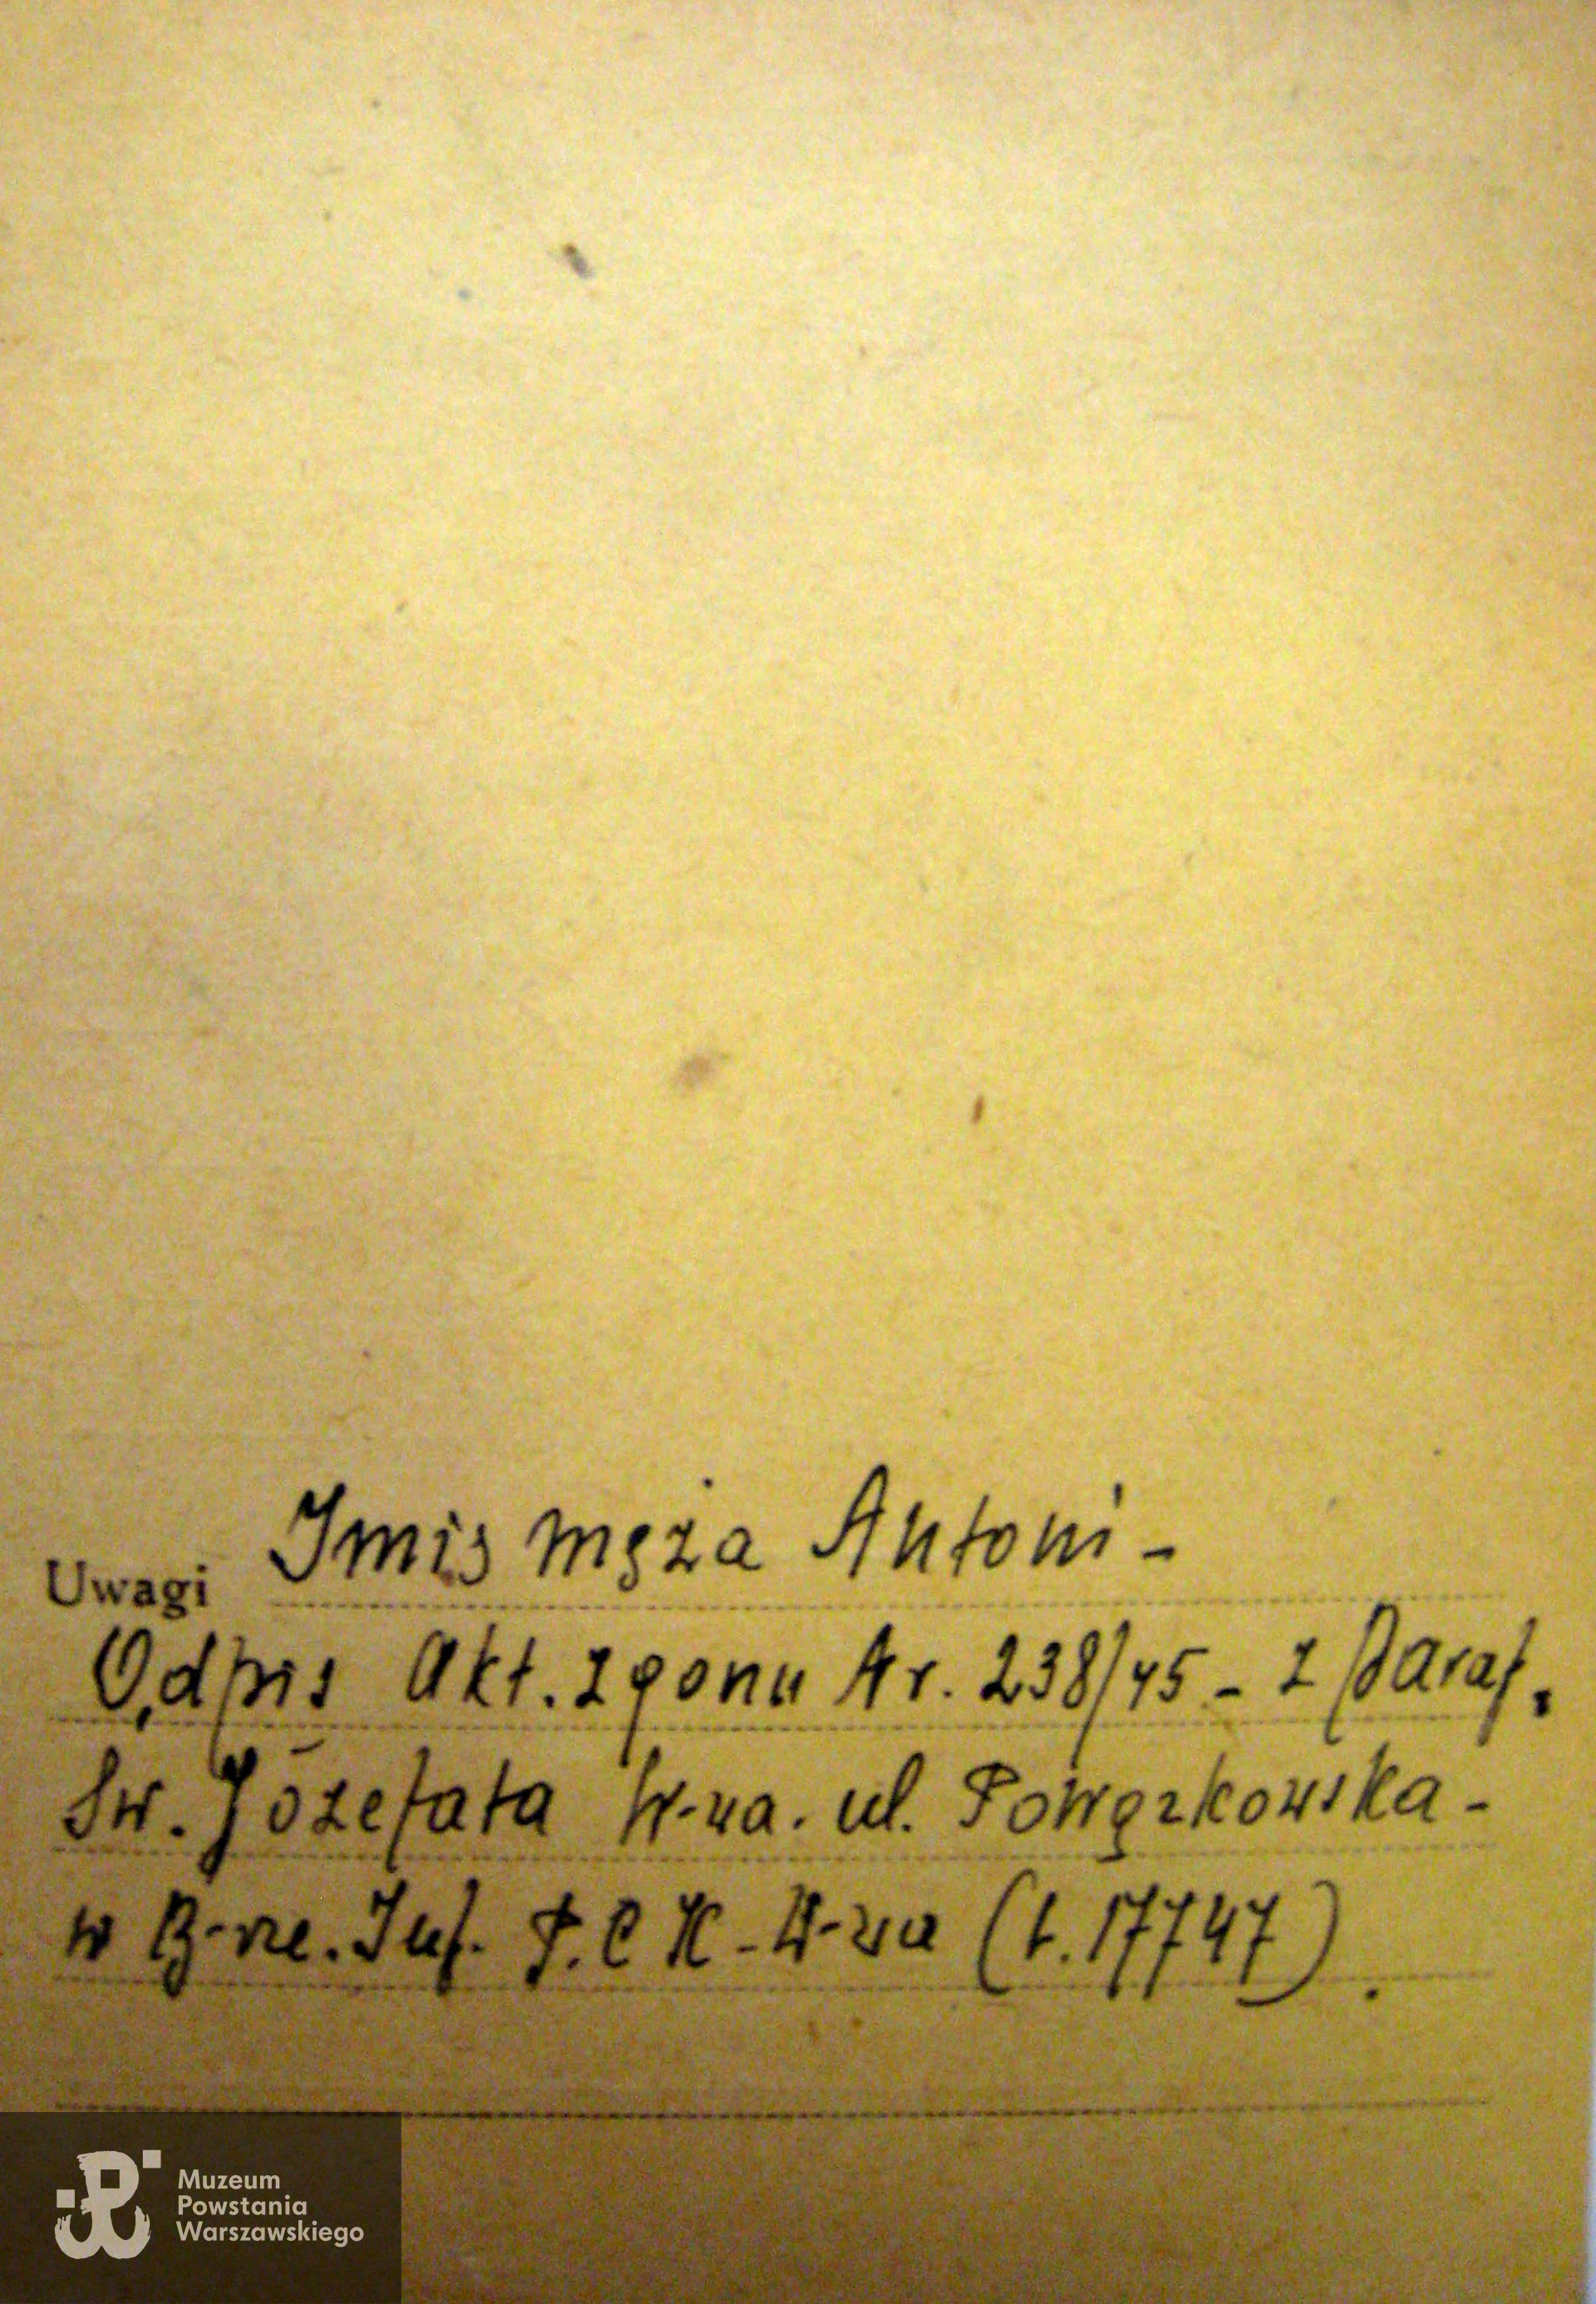 Uwagi Imię męża Antoni -
Odpis Akt. zgonu Nr. 238/45 - z Paraf.
Św. Józefata W-wa. ul. Powązkowska -
w B-rze. Inf. P.C K - W-wa (t. 17747).
Muzeum
Powstania
Warszawskiego